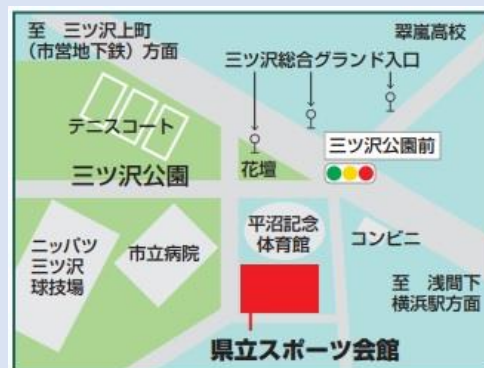 至 三ツ沢上町
(市営地下鉄)方面
翠嵐高校
三ツ沢総合グランド入口
テニスコート
三ツ沢公園前
花壇
三ツ沢公園
平沼記念
体育館
コンビニ
ニッパツ
三ツ沢
球技場
市立病院
至 浅間下
横浜駅方面
県立スポーツ会館